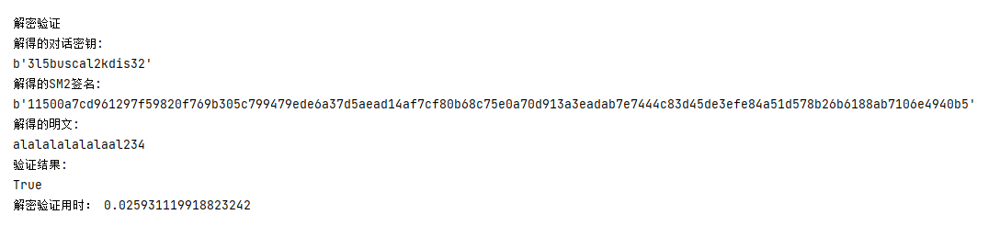 解密验证
解得的对话密钥:
b'3l5buscal2kdis32'
解得的SM2签名:
b'11500a7cd961297f59820f769b305c799479ede6a37d5aead14af7cf80b68c75e0a70d913a3eadab7e7444c83d45de3efe84a51d578b26b6188ab7106e4940b5'
解得的明文:
alalalalalalaal234
验证结果:
True
解密验证用时: 0.025931119918823242